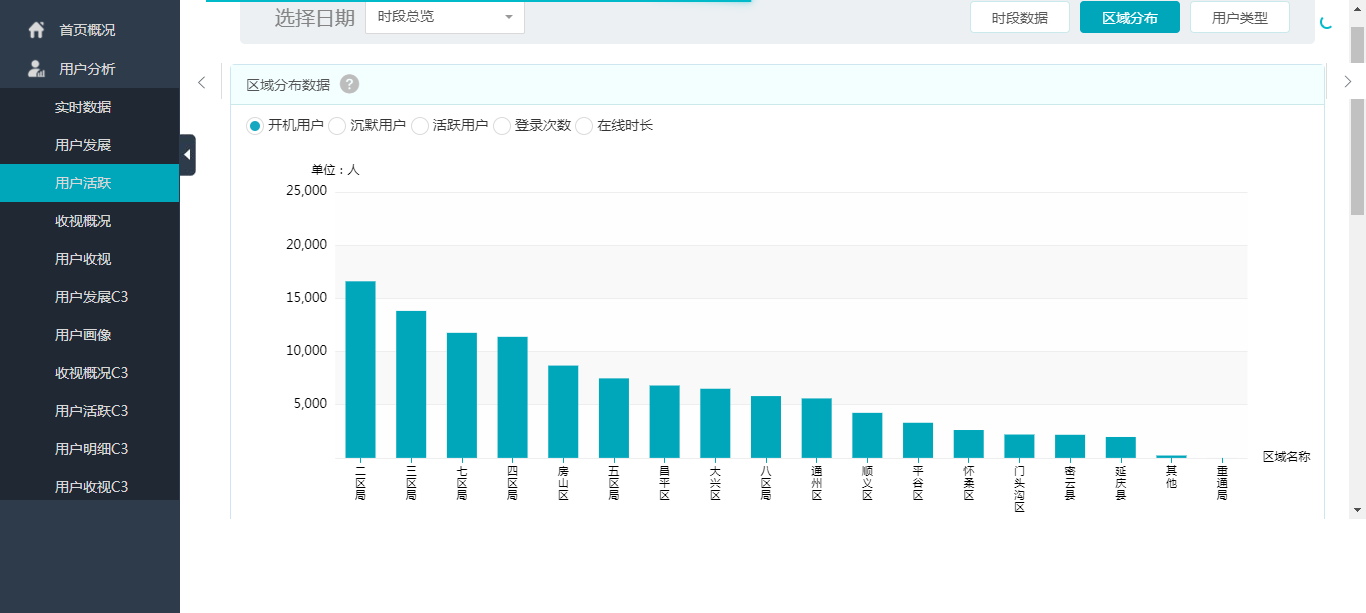 首页概况
用户分析
实时数据
用户发展
用户活跃
收视概况
用户收视
用户发展C3
用户画像
收视概况C3
用户活跃C3
用户明细C3
用户收视C3
选择日期
时段总览
时段数据
区域分布
用户类型
区域分布数据 ?
开机用户 沉默用户 活跃用户 登录次数 在线时长
单位：人
25,000
20,000
15,000
10,000
5,000
二区局
三区局
七区局
四区局
房山区
五区局
昌平区
大兴区
八区局
通州区
顺义区
平谷区
怀柔区
门头沟区
密云县
延庆县
其他
重通局
区域名称